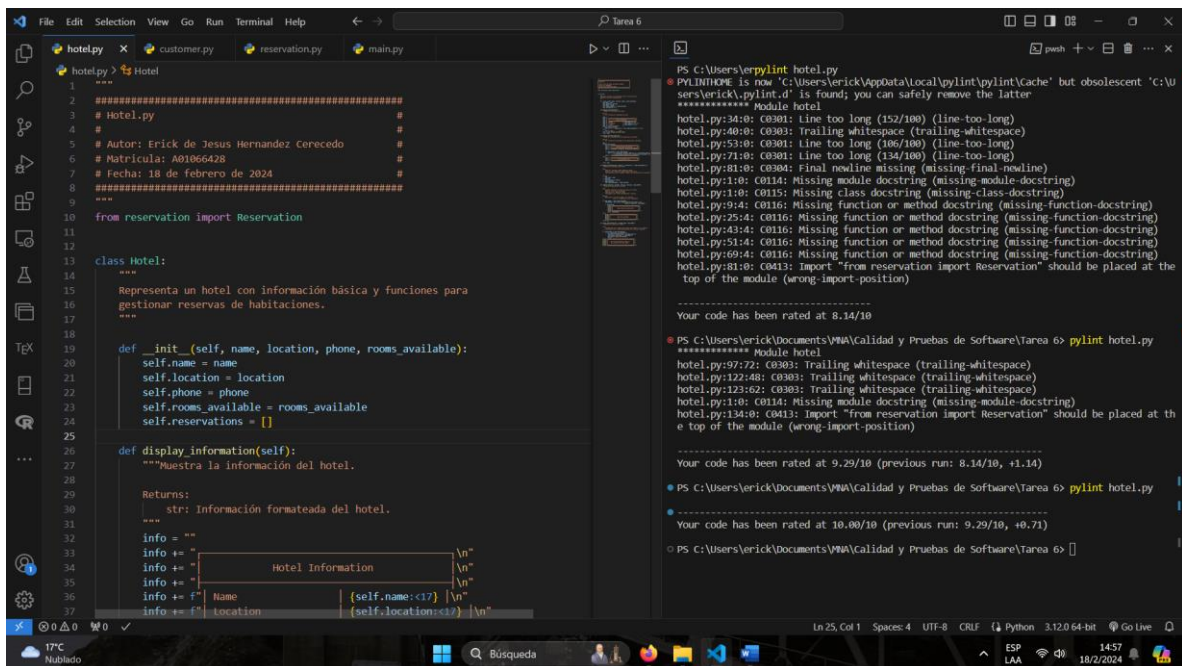 File Edit Selection View Go Run Terminal Help
Tarea 6
hotel.py
customer.py
reservation.py
main.py
hotel.py > Hotel
1 """
2 ####################################################
3 # Hotel.py #
4 # #
5 # Autor: Erick de Jesus Hernandez Cerecedo #
6 # Matricula: A01066428 #
7 # Fecha: 18 de febrero de 2024 #
8 ####################################################
9 """
10 from reservation import Reservation
11
12
13 class Hotel:
14 """
15 Representa un hotel con información básica y funciones para
16 gestionar reservas de habitaciones.
17 """
18
19 def __init__(self, name, location, phone, rooms_available):
20 self.name = name
21 self.location = location
22 self.phone = phone
23 self.rooms_available = rooms_available
24 self.reservations = []
25
26 def display_information(self):
27 """Muestra la información del hotel.
28
29 Returns:
30 str: Información formateada del hotel.
31 """
32 info = ""
33 info += "┌───────────────────────────────────────────┐\n"
34 info += "│ Hotel Information │\n"
35 info += "├───────────────────────────────────────────┤\n"
36 info += f"│ Name │ {self.name:<17} │\n"
37 info += f"│ Location │ {self.location:<17} │\n"
pwsh
PS C:\Users\erpylint hotel.py
PYLINTHOME is now 'C:\Users\erick\AppData\Local\pylint\pylint\Cache' but obsolescent 'C:\U
sers\erick\.pylint.d' is found; you can safely remove the latter
************* Module hotel
hotel.py:34:0: C0301: Line too long (152/100) (line-too-long)
hotel.py:40:0: C0303: Trailing whitespace (trailing-whitespace)
hotel.py:53:0: C0301: Line too long (106/100) (line-too-long)
hotel.py:71:0: C0301: Line too long (134/100) (line-too-long)
hotel.py:81:0: C0304: Final newline missing (missing-final-newline)
hotel.py:1:0: C0114: Missing module docstring (missing-module-docstring)
hotel.py:1:0: C0115: Missing class docstring (missing-class-docstring)
hotel.py:9:4: C0116: Missing function or method docstring (missing-function-docstring)
hotel.py:25:4: C0116: Missing function or method docstring (missing-function-docstring)
hotel.py:43:4: C0116: Missing function or method docstring (missing-function-docstring)
hotel.py:51:4: C0116: Missing function or method docstring (missing-function-docstring)
hotel.py:69:4: C0116: Missing function or method docstring (missing-function-docstring)
hotel.py:81:0: C0413: Import "from reservation import Reservation" should be placed at the
top of the module (wrong-import-position)
-----------------------------------
Your code has been rated at 8.14/10
PS C:\Users\erick\Documents\MNA\Calidad y Pruebas de Software\Tarea 6> pylint hotel.py
************* Module hotel
hotel.py:97:72: C0303: Trailing whitespace (trailing-whitespace)
hotel.py:122:48: C0303: Trailing whitespace (trailing-whitespace)
hotel.py:123:62: C0303: Trailing whitespace (trailing-whitespace)
hotel.py:1:0: C0114: Missing module docstring (missing-module-docstring)
hotel.py:134:0: C0413: Import "from reservation import Reservation" should be placed at th
e top of the module (wrong-import-position)
------------------------------------------------------------------
Your code has been rated at 9.29/10 (previous run: 8.14/10, +1.14)
PS C:\Users\erick\Documents\MNA\Calidad y Pruebas de Software\Tarea 6> pylint hotel.py
-------------------------------------------------------------------
Your code has been rated at 10.00/10 (previous run: 9.29/10, +0.71)
PS C:\Users\erick\Documents\MNA\Calidad y Pruebas de Software\Tarea 6>
TEX
R
0 0 0
Ln 25, Col 1 Spaces: 4 UTF-8 CRLF Python 3.12.0 64-bit Go Live
17°C
Nublado
Búsqueda
ESP
LAA
14:57
18/2/2024